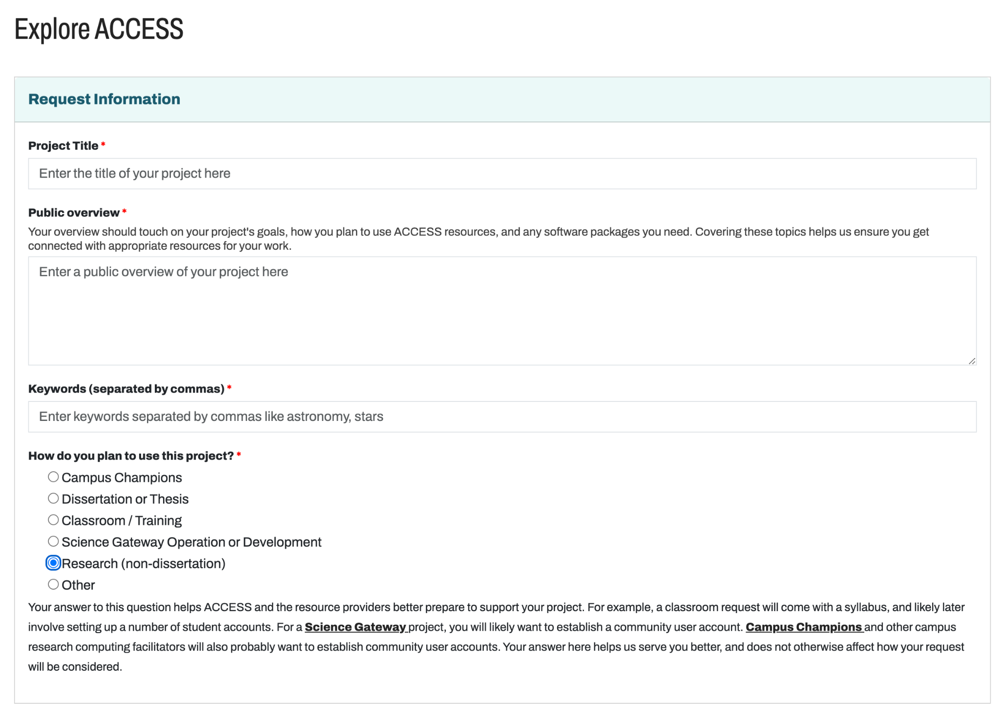 Explore ACCESS
Request Information
Project Title *
Enter the title of your project here
Public overview *
Your overview should touch on your project's goals, how you plan to use ACCESS resources, and any software packages you need. Covering these topics helps us ensure you get
connected with appropriate resources for your work.
Enter a public overview of your project here
Keywords (separated by commas) *
Enter keywords separated by commas like astronomy, stars
How do you plan to use this project? *
Campus Champions
Dissertation or Thesis
Classroom / Training
Science Gateway Operation or Development
Research (non-dissertation)
Other
Your answer to this question helps ACCESS and the resource providers better prepare to support your project. For example, a classroom request will come with a syllabus, and likely later
involve setting up a number of student accounts. For a Science Gateway project, you will likely want to establish a community user account. Campus Champions and other campus
research computing facilitators will also probably want to establish community user accounts. Your answer here helps us serve you better, and does not otherwise affect how your request
will be considered.